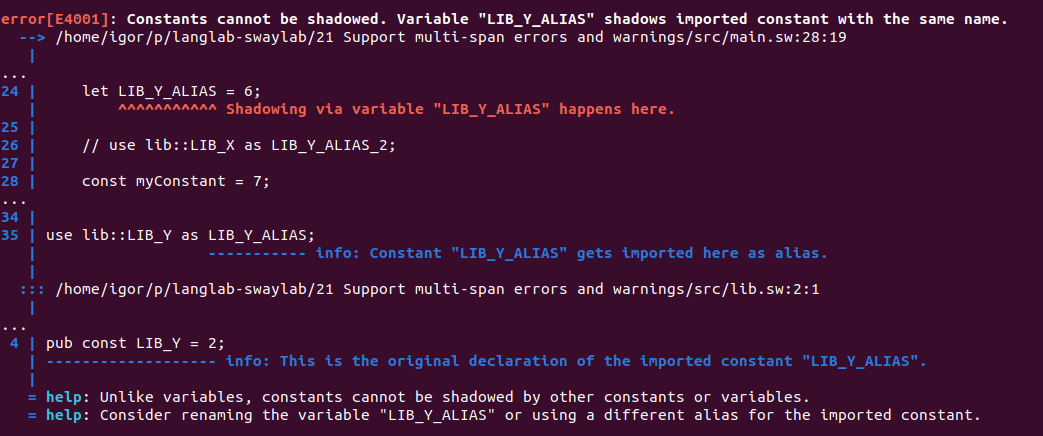 error[E4001]: Constants cannot be shadowed. Variable "LIB_Y_ALIAS" shadows imported constant with the same name.
  --> /home/igor/p/langlab-swaylab/21 Support multi-span errors and warnings/src/main.sw:28:19
   |
...
24 |     let LIB_Y_ALIAS = 6;
   |         ^^^^^^^^^^^ Shadowing via variable "LIB_Y_ALIAS" happens here.
25 |
26 |     // use lib::LIB_X as LIB_Y_ALIAS_2;
27 |
28 |     const myConstant = 7;
...
34 |
35 | use lib::LIB_Y as LIB_Y_ALIAS;
   |                   ----------- info: Constant "LIB_Y_ALIAS" gets imported here as alias.
   |
  ::: /home/igor/p/langlab-swaylab/21 Support multi-span errors and warnings/src/lib.sw:2:1
   |
...
 4 | pub const LIB_Y = 2;
   | ------------------- info: This is the original declaration of the imported constant "LIB_Y_ALIAS".
   |
   = help: Unlike variables, constants cannot be shadowed by other constants or variables.
   = help: Consider renaming the variable "LIB_Y_ALIAS" or using a different alias for the imported constant.